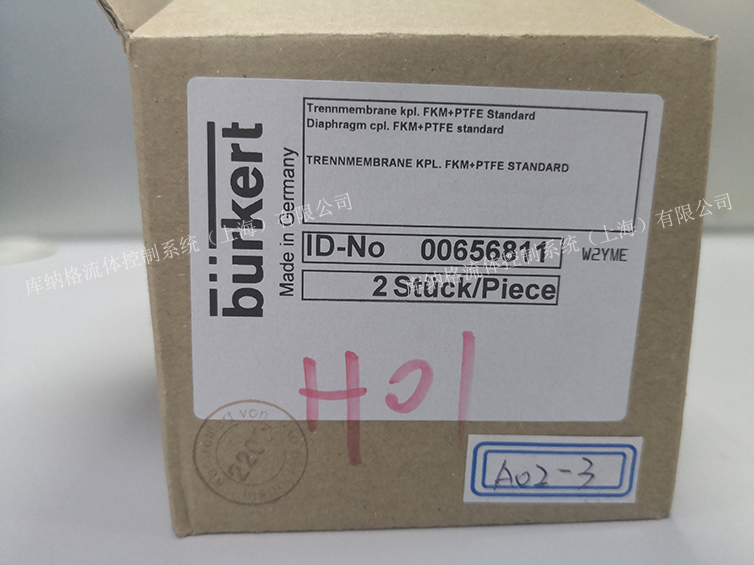 Trennmembrane kpl. FKM+PTFE Standard
Diaphragm cpl. FKM+PTFE standard
TRENNMEMBRANE KPL. FKM+PTFE STANDARD
bürkert
Made in Germany
ID-No 00656811
W2YME
2 Stück/Piece
库纳格流体控制系统（上海）有限公司
库纳格流体控制系统（上海）有限公司
H01
von
220
A02-3